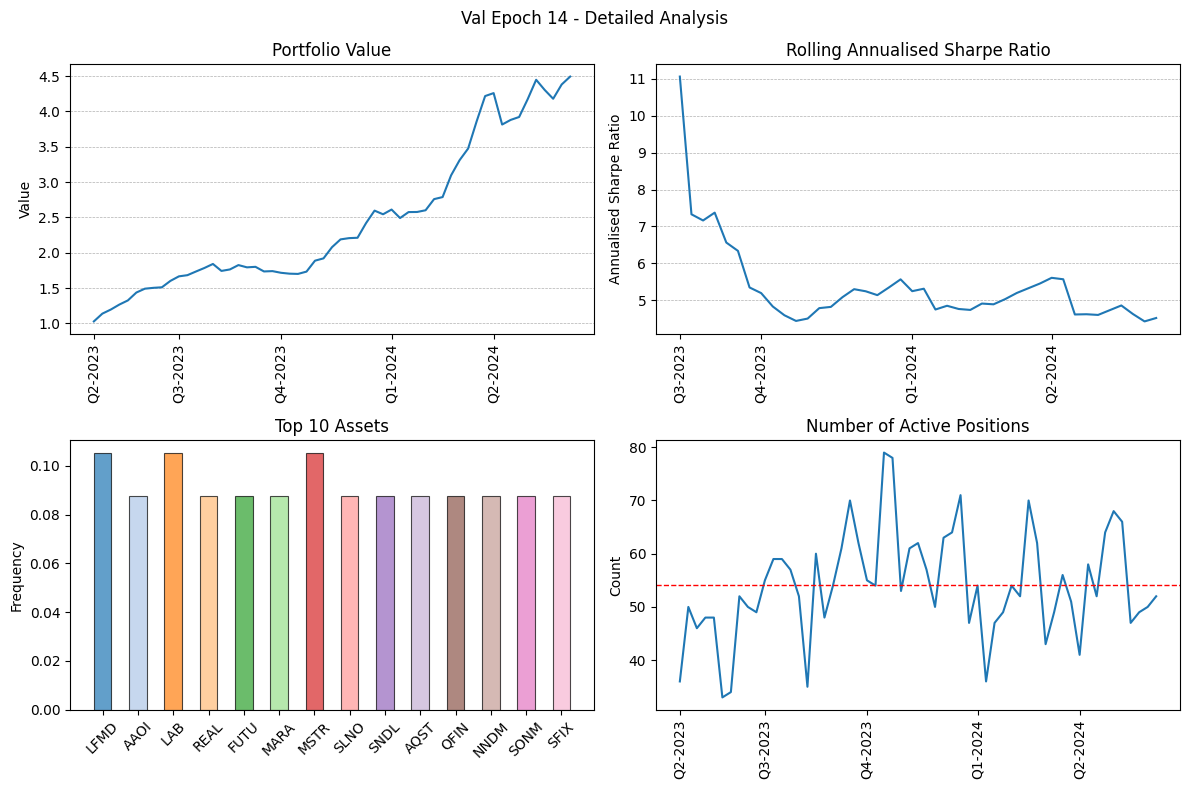 Val Epoch 14 - Detailed Analysis
Portfolio Value
Value
4.5
4.0
3.5
3.0
2.5
2.0
1.5
1.0
Q2-2023
Q3-2023
Q4-2023
Q1-2024
Q2-2024
Rolling Annualised Sharpe Ratio
Annualised Sharpe Ratio
11
10
9
8
7
6
5
Q3-2023
Q4-2023
Q1-2024
Q2-2024
Top 10 Assets
Frequency
0.10
0.08
0.06
0.04
0.02
0.00
LFMD
AAOI
LAB
REAL
FUTU
MARA
MSTR
SLNO
SNDL
AQST
QFIN
NNDM
SONM
SFIX
Number of Active Positions
Count
80
70
60
50
40
Q2-2023
Q3-2023
Q4-2023
Q1-2024
Q2-2024